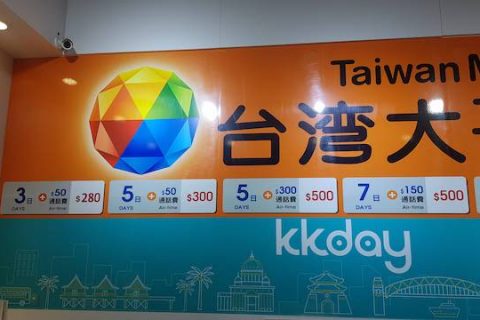 Taiwan M
台湾大
3日 DAYS + $50 通話費 Air-time $280
5日 DAYS + $50 通話費 Air-time $300
5日 DAYS + $300 通話費 Air-time $500
7日 DAYS + $150 通話費 Air-time $500
kkday